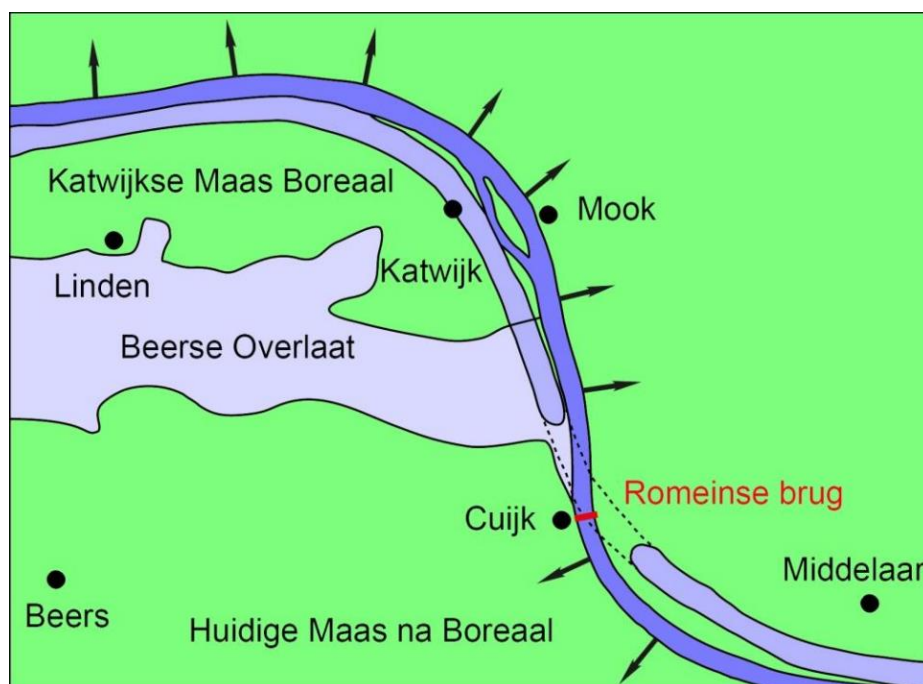 Katwijkse Maas Boreaal
Mook
Linden
Katwijk
Beerse Overlaat
Romeinse brug
Cuijk
Middelaar
Beers
Huidige Maas na Boreaal